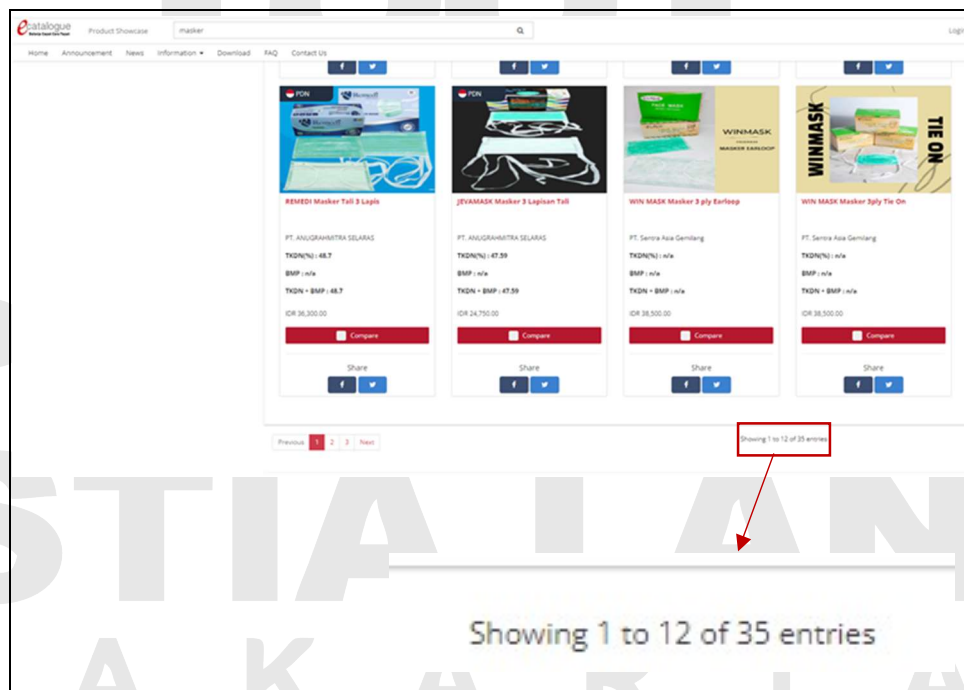 ecatalogue Product Showcase masker Login
Home Announcement News Information Download FAQ Contact Us
PDN PDN
WINMASK
MASKER EARLOOP
WINMASK TIE ON
REMEDI Masker Tali 3 Lapis JEVAMASK Masker 3 Lapisan Tali WIN MASK Masker 3 ply Earloop WIN MASK Masker 3ply Tie On
PT. ANUGRAHMITRA SELARAS PT. ANUGRAHMITRA SELARAS PT. Sentra Asia Gemilang PT. Sentra Asia Gemilang
TKDN(%) : 48.7 TKDN(%) : 47.59 TKDN(%) : n/a TKDN(%) : n/a
BMP : n/a BMP : n/a BMP : n/a BMP : n/a
TKDN + BMP : 48.7 TKDN + BMP : 47.59 TKDN + BMP : n/a TKDN + BMP : n/a
IDR 36,300.00 IDR 24,750.00 IDR 38,500.00 IDR 38,500.00
Compare Compare Compare Compare
Share Share Share Share
Previous 1 2 3 Next Showing 1 to 12 of 35 entries
STIA LAN
Showing 1 to 12 of 35 entries
AKARTA